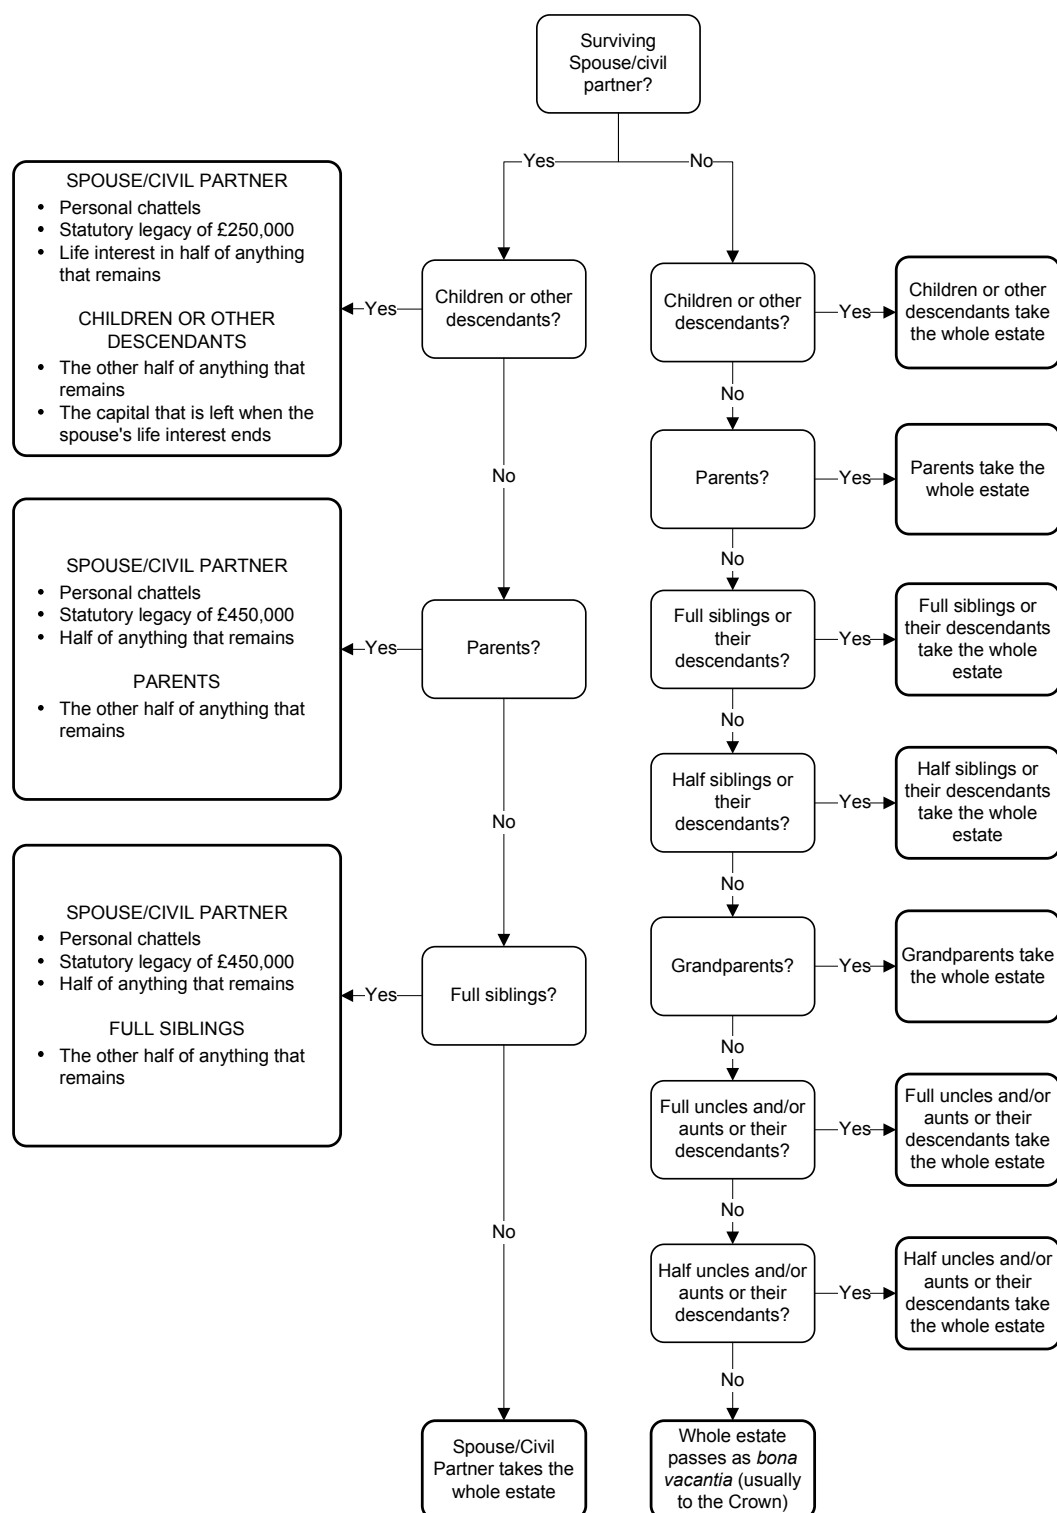 Surviving
Spouse/civil
partner?
Yes
No
SPOUSE/CIVIL PARTNER
• Personal chattels
• Statutory legacy of £250,000
• Life interest in half of anything
that remains
CHILDREN OR OTHER
DESCENDANTS
• The other half of anything that
remains
• The capital that is left when the
spouse's life interest ends
Yes
Children or other
descendants?
Children or other
descendants?
Yes
Children or other
descendants take
the whole estate
No
No
Parents?
Yes
Parents take the
whole estate
SPOUSE/CIVIL PARTNER
• Personal chattels
• Statutory legacy of £450,000
• Half of anything that remains
PARENTS
• The other half of anything that
remains
Yes
Parents?
No
Full siblings or
their
descendants?
Yes
Full siblings or
their descendants
take the whole
estate
No
No
Half siblings or
their
descendants?
Yes
Half siblings or
their descendants
take the whole
estate
SPOUSE/CIVIL PARTNER
• Personal chattels
• Statutory legacy of £450,000
• Half of anything that remains
FULL SIBLINGS
• The other half of anything that
remains
Yes
Full siblings?
No
Grandparents?
Yes
Grandparents take
the whole estate
No
Full uncles and/or
aunts or their
descendants?
Yes
Full uncles and/or
aunts or their
descendants take
the whole estate
No
No
Half uncles and/or
aunts or their
descendants?
Yes
Half uncles and/or
aunts or their
descendants take
the whole estate
No
Spouse/Civil
Partner takes the
whole estate
Whole estate
passes as bona
vacantia (usually
to the Crown)